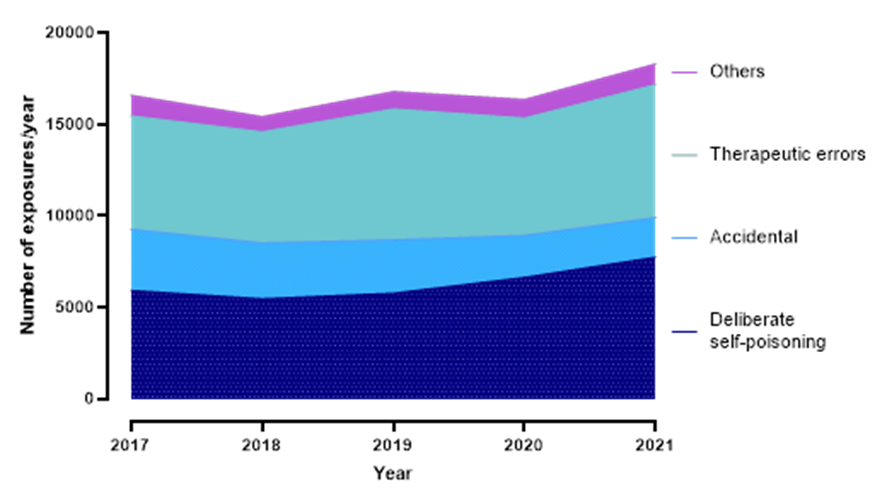 20000
15000
10000
5000
0
Number of exposures/year
2017 2018 2019 2020 2021
Year
Others
Therapeutic errors
Accidental
Deliberate
self-poisoning